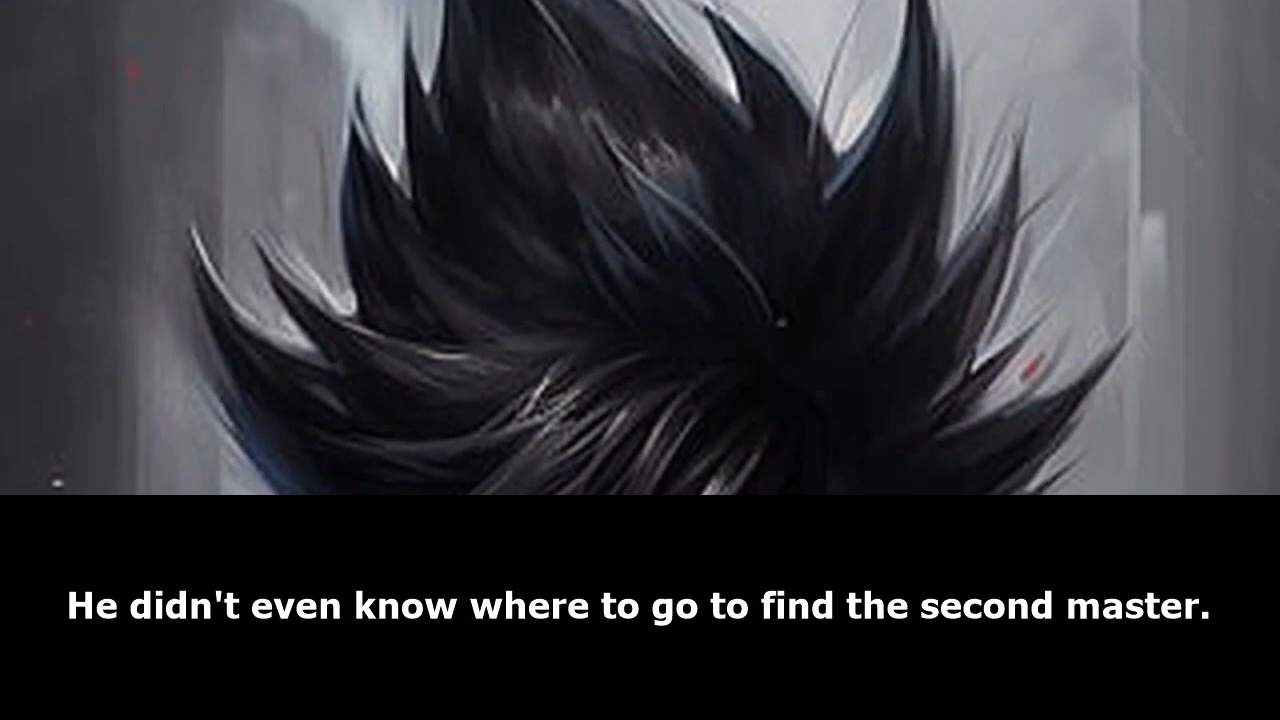 He didn't even know where to go to find the second master.